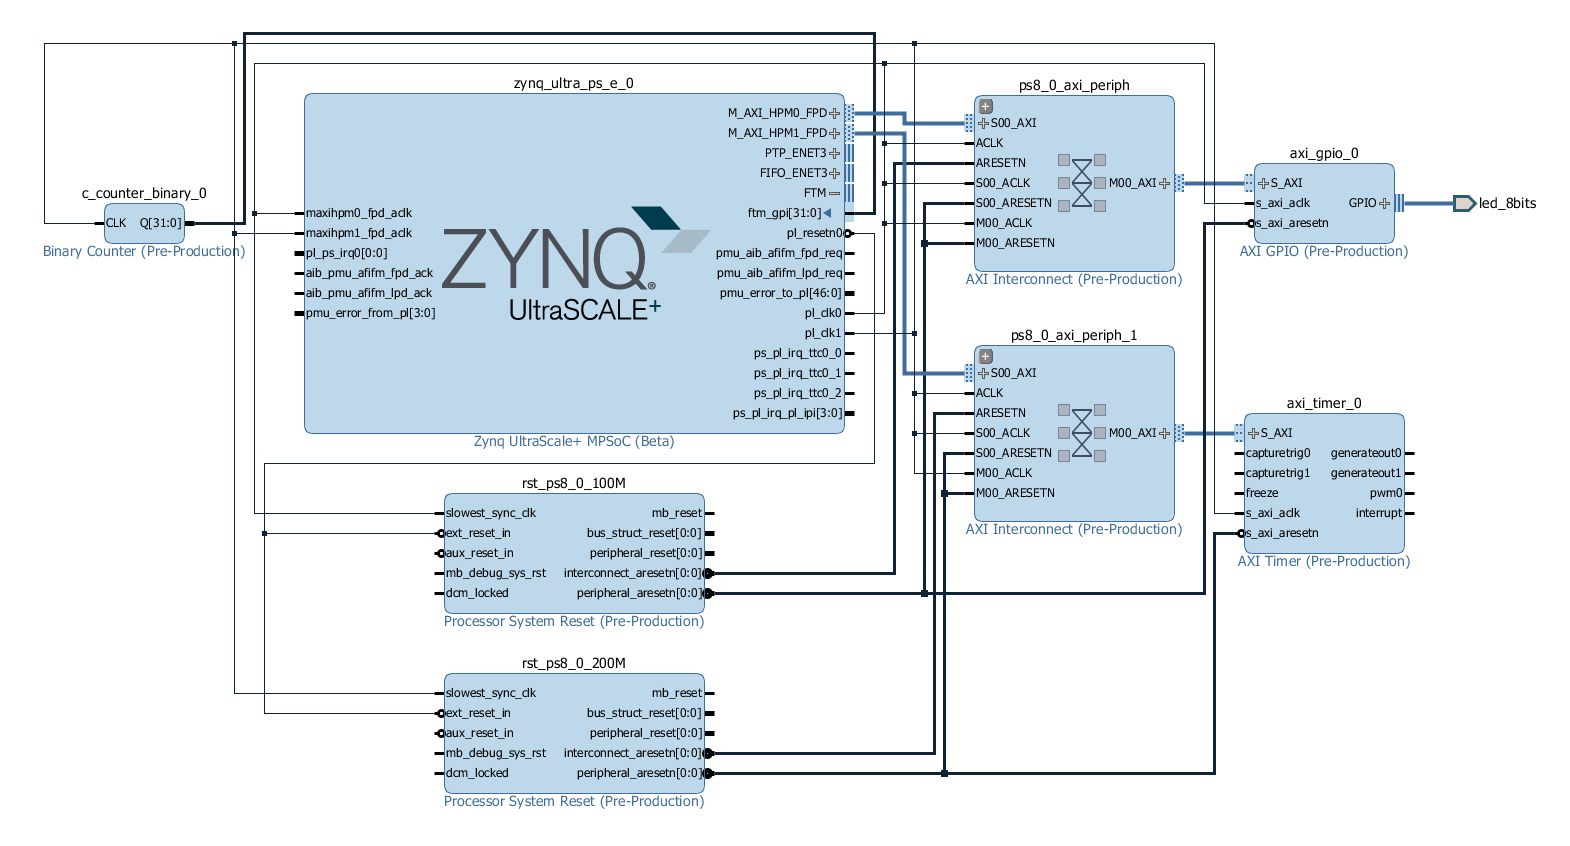 zynq_ultra_ps_e_0
M_AXI_HPM0_FPD
M_AXI_HPM1_FPD
PTP_ENET3
FIFO_ENET3
FTM
maxihpm0_fpd_aclk
ftm_gpi[31:0]
maxihpm1_fpd_aclk
pl_resetn0
pl_ps_irq0[0:0]
pmu_aib_afifm_fpd_req
aib_pmu_afifm_fpd_ack
pmu_aib_afifm_lpd_req
aib_pmu_afifm_lpd_ack
pmu_error_to_pl[46:0]
pmu_error_from_pl[3:0]
pl_clk0
pl_clk1
ps_pl_irq_ttc0_0
ps_pl_irq_ttc0_1
ps_pl_irq_ttc0_2
ps_pl_irq_pl_ipi[3:0]
ZYNQ®
UltraSCALE+
Zynq UltraScale+ MPSoC (Beta)
c_counter_binary_0
CLK Q[31:0]
Binary Counter (Pre-Production)
ps8_0_axi_periph
S00_AXI
ACLK
ARESETN
S00_ACLK M00_AXI
S00_ARESETN
M00_ACLK
M00_ARESETN
AXI Interconnect (Pre-Production)
axi_gpio_0
S_AXI
s_axi_aclk GPIO
s_axi_aresetn
AXI GPIO (Pre-Production)
led_8bits
ps8_0_axi_periph_1
S00_AXI
ACLK
ARESETN
S00_ACLK M00_AXI
S00_ARESETN
M00_ACLK
M00_ARESETN
AXI Interconnect (Pre-Production)
axi_timer_0
S_AXI
capturetrig0 generateout0
capturetrig1 generateout1
freeze pwm0
s_axi_aclk interrupt
s_axi_aresetn
AXI Timer (Pre-Production)
rst_ps8_0_100M
slowest_sync_clk mb_reset
ext_reset_in bus_struct_reset[0:0]
aux_reset_in peripheral_reset[0:0]
mb_debug_sys_rst interconnect_aresetn[0:0]
dcm_locked peripheral_aresetn[0:0]
Processor System Reset (Pre-Production)
rst_ps8_0_200M
slowest_sync_clk mb_reset
ext_reset_in bus_struct_reset[0:0]
aux_reset_in peripheral_reset[0:0]
mb_debug_sys_rst interconnect_aresetn[0:0]
dcm_locked peripheral_aresetn[0:0]
Processor System Reset (Pre-Production)